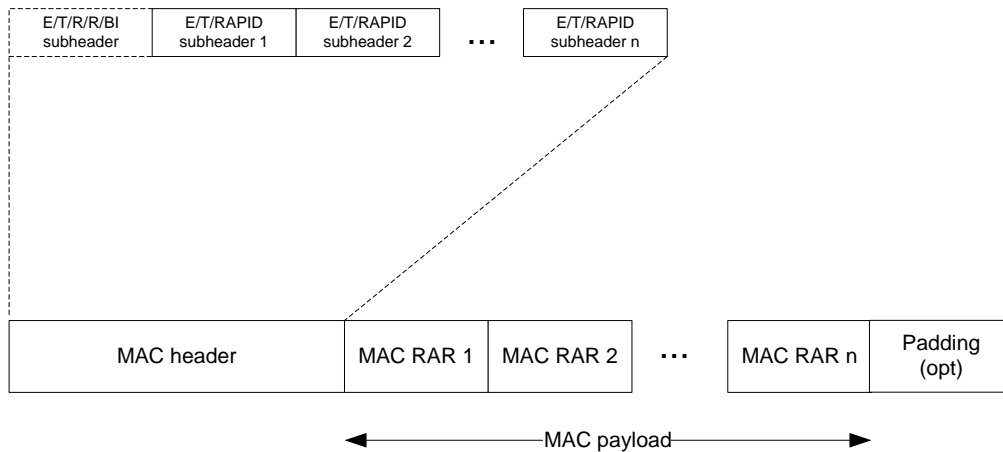 E/T/R/R/BI
subheader
E/T/RAPID
subheader 1
E/T/RAPID
subheader 2
...
E/T/RAPID
subheader n
MAC header
MAC RAR 1
MAC RAR 2
...
MAC RAR n
Padding
(opt)
MAC payload